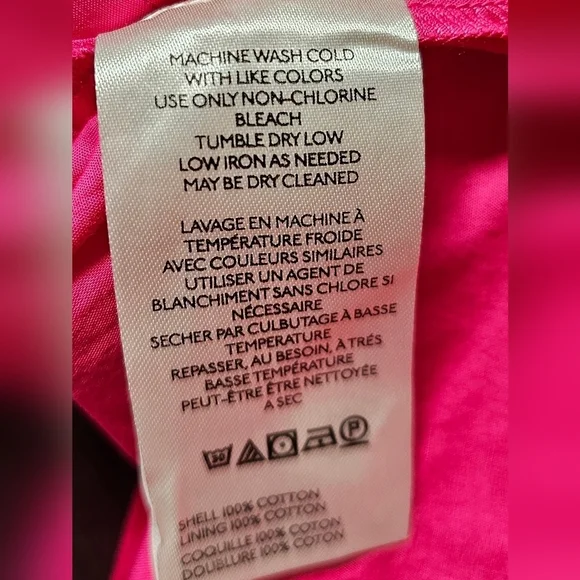 MACHINE WASH COLD
WITH LIKE COLORS
USE ONLY NON-CHLORINE
BLEACH
TUMBLE DRY LOW
LOW IRON AS NEEDED
MAY BE DRY CLEANED
LAVAGE EN MACHINE À
TEMPÉRATURE FROIDE
AVEC COULEURS SIMILAIRES
UTILISER UN AGENT DE
BLANCHIMENT SANS CHLORE SI
NÉCESSAIRE
SECHER PAR CULBUTAGE À BASSE
TEMPERATURE
REPASSER, AU BESOIN, À TRÉS
BASSE TEMPÉRATURE
PEUT-ÊTRE ÊTRE NETTOYÉE
A SEC
30 P
SHELL 100% COTTON
LINING 100% COTTON
COQUILLE 100% COTON
DOUBLURE 100% COTON